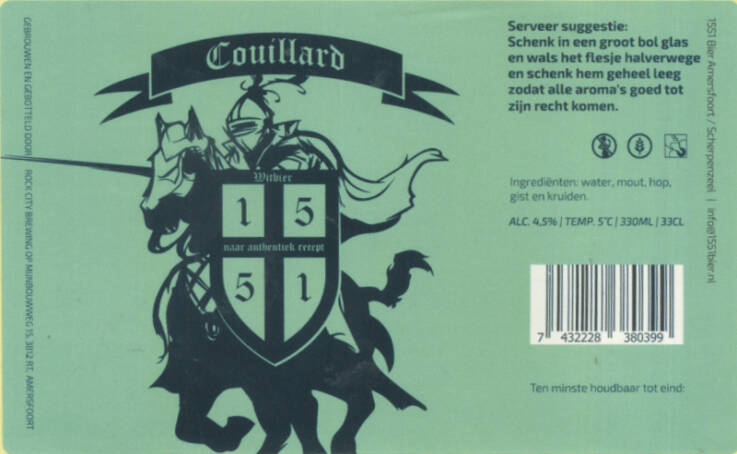 GEBROUWEN EN GEBOTTELD DOOR: ROCK CITY BREWING OP MIJNBOUWWEG 15, 3812 RT, AMERSFOORT
Couillard
Witbier
1 5
naar authentiek recept
5 1
Serveer suggestie:
Schenk in een groot bol glas
en wals het flesje halverwege
en schenk hem geheel leeg
zodat alle aroma's goed tot
zijn recht komen.
Ingrediënten: water, mout, hop,
gist en kruiden.
ALC. 4,5% | TEMP. 5°C | 330ML | 33CL
7 432228 380399
Ten minste houdbaar tot eind:
1551 Bier Amersfoort / Scherpenzeel | info@1551bier.nl